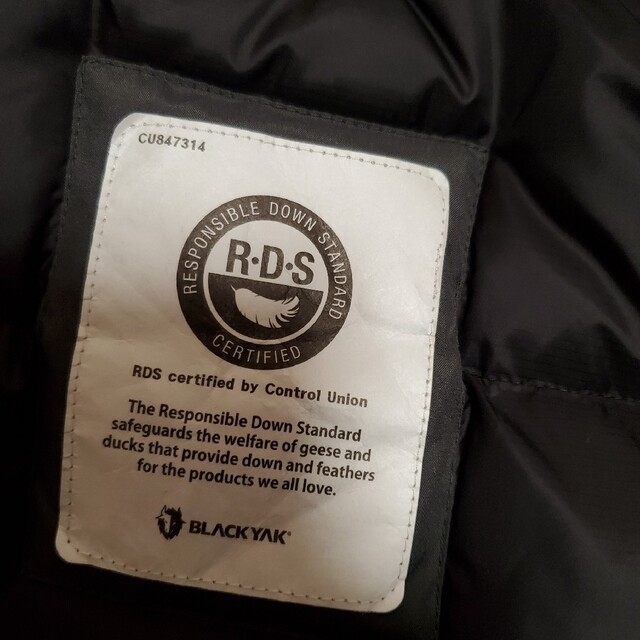 CU847314
RESPONSIBLE DOWN STANDARD
R·D·S
CERTIFIED
RDS certified by Control Union
The Responsible Down Standard
safeguards the welfare of geese and
ducks that provide down and feathers
for the products we all love.
BLACKYAK®